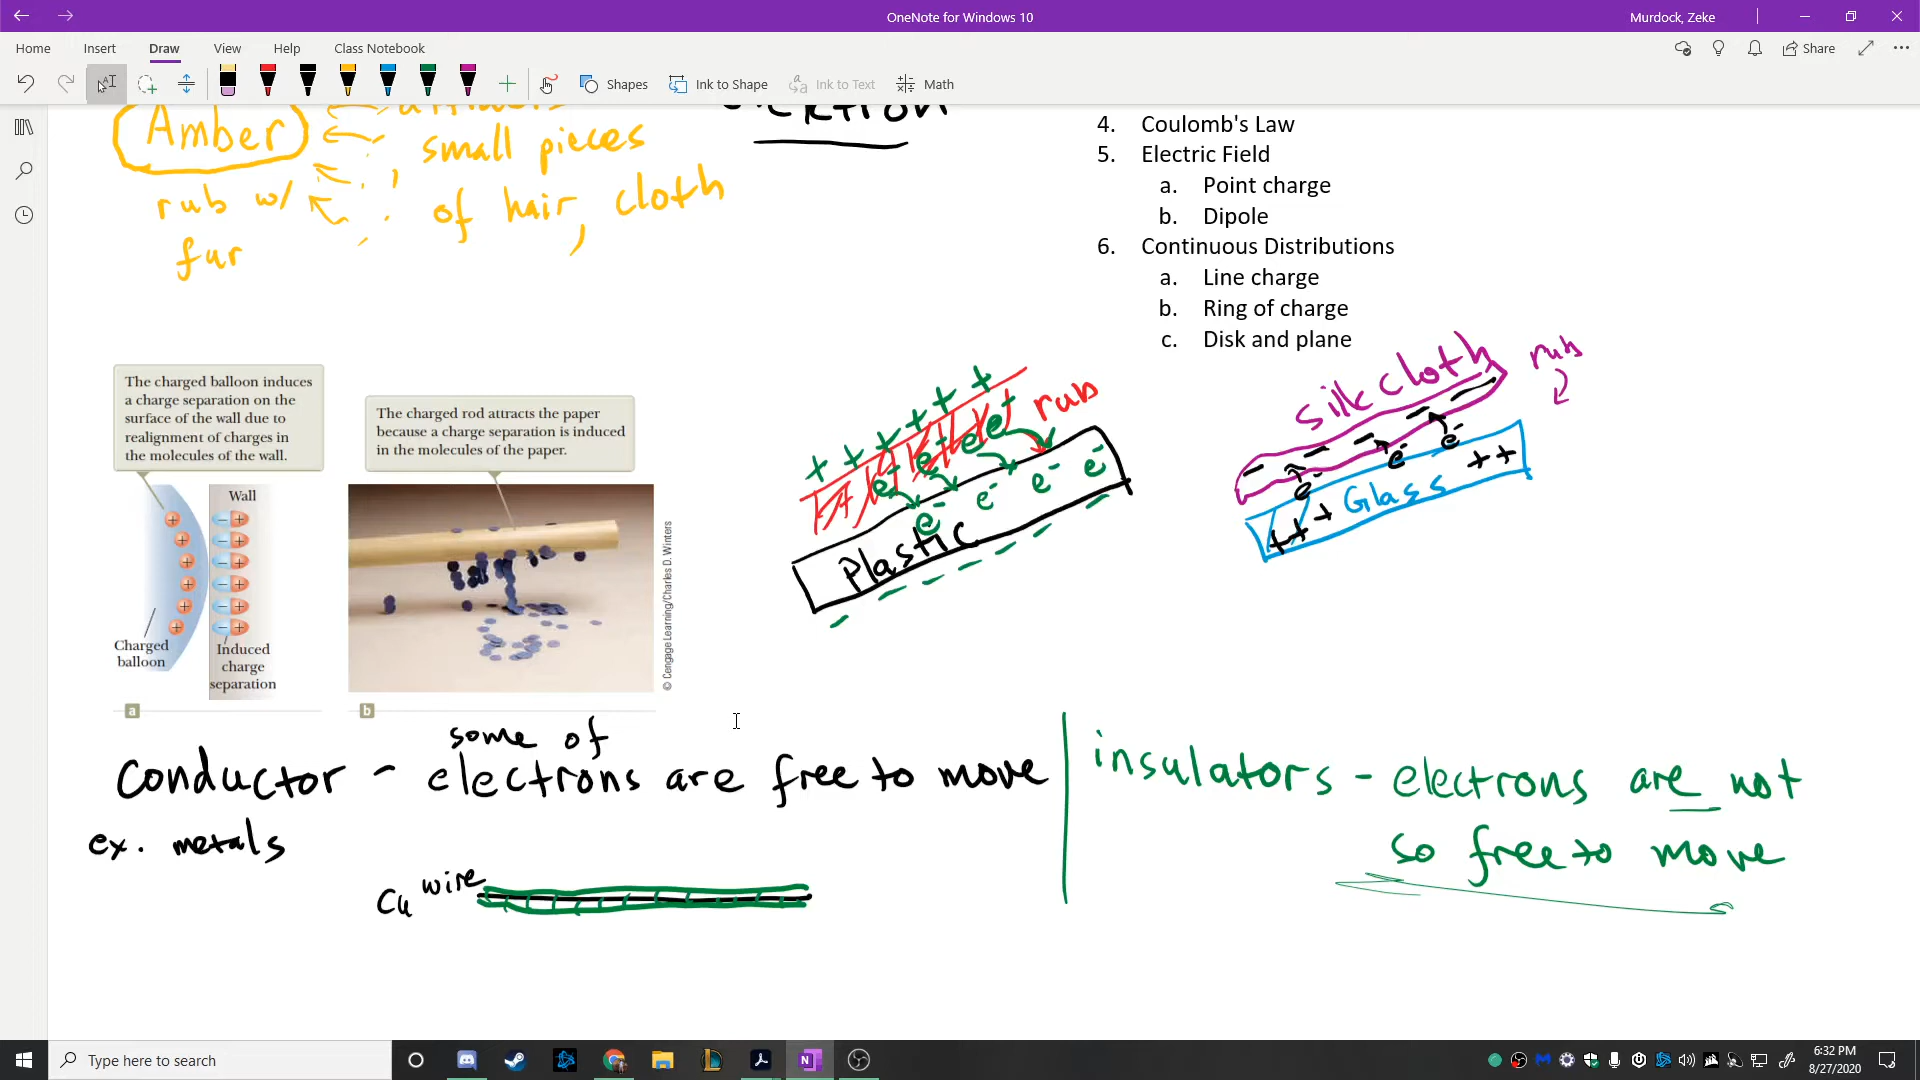 OneNote for Windows 10
Murdock, Zeke
Home Insert Draw View Help Class Notebook
Share
Shapes Ink to Shape Ink to Text Math
Amber
small pieces
rub w/ of hair, cloth
fur
4. Coulomb's Law
5. Electric Field
a. Point charge
b. Dipole
6. Continuous Distributions
a. Line charge
b. Ring of charge
c. Disk and plane
The charged balloon induces
a charge separation on the
surface of the wall due to
realignment of charges in
the molecules of the wall.
The charged rod attracts the paper
because a charge separation is induced
in the molecules of the paper.
Wall
Charged
balloon
Induced
charge
separation
© Cengage Learning/Charles D. Winters
a
b
+ + + + + +
rub
e⁻ e⁻ e⁻ e⁻
Plastic
silk cloth
rub
e⁻ e⁻ e⁻
+ + + Glass + +
some of
Conductor - electrons are free to move
ex. metals
Cu wire
insulators - electrons are not
so free to move
Type here to search
6:32 PM
8/27/2020